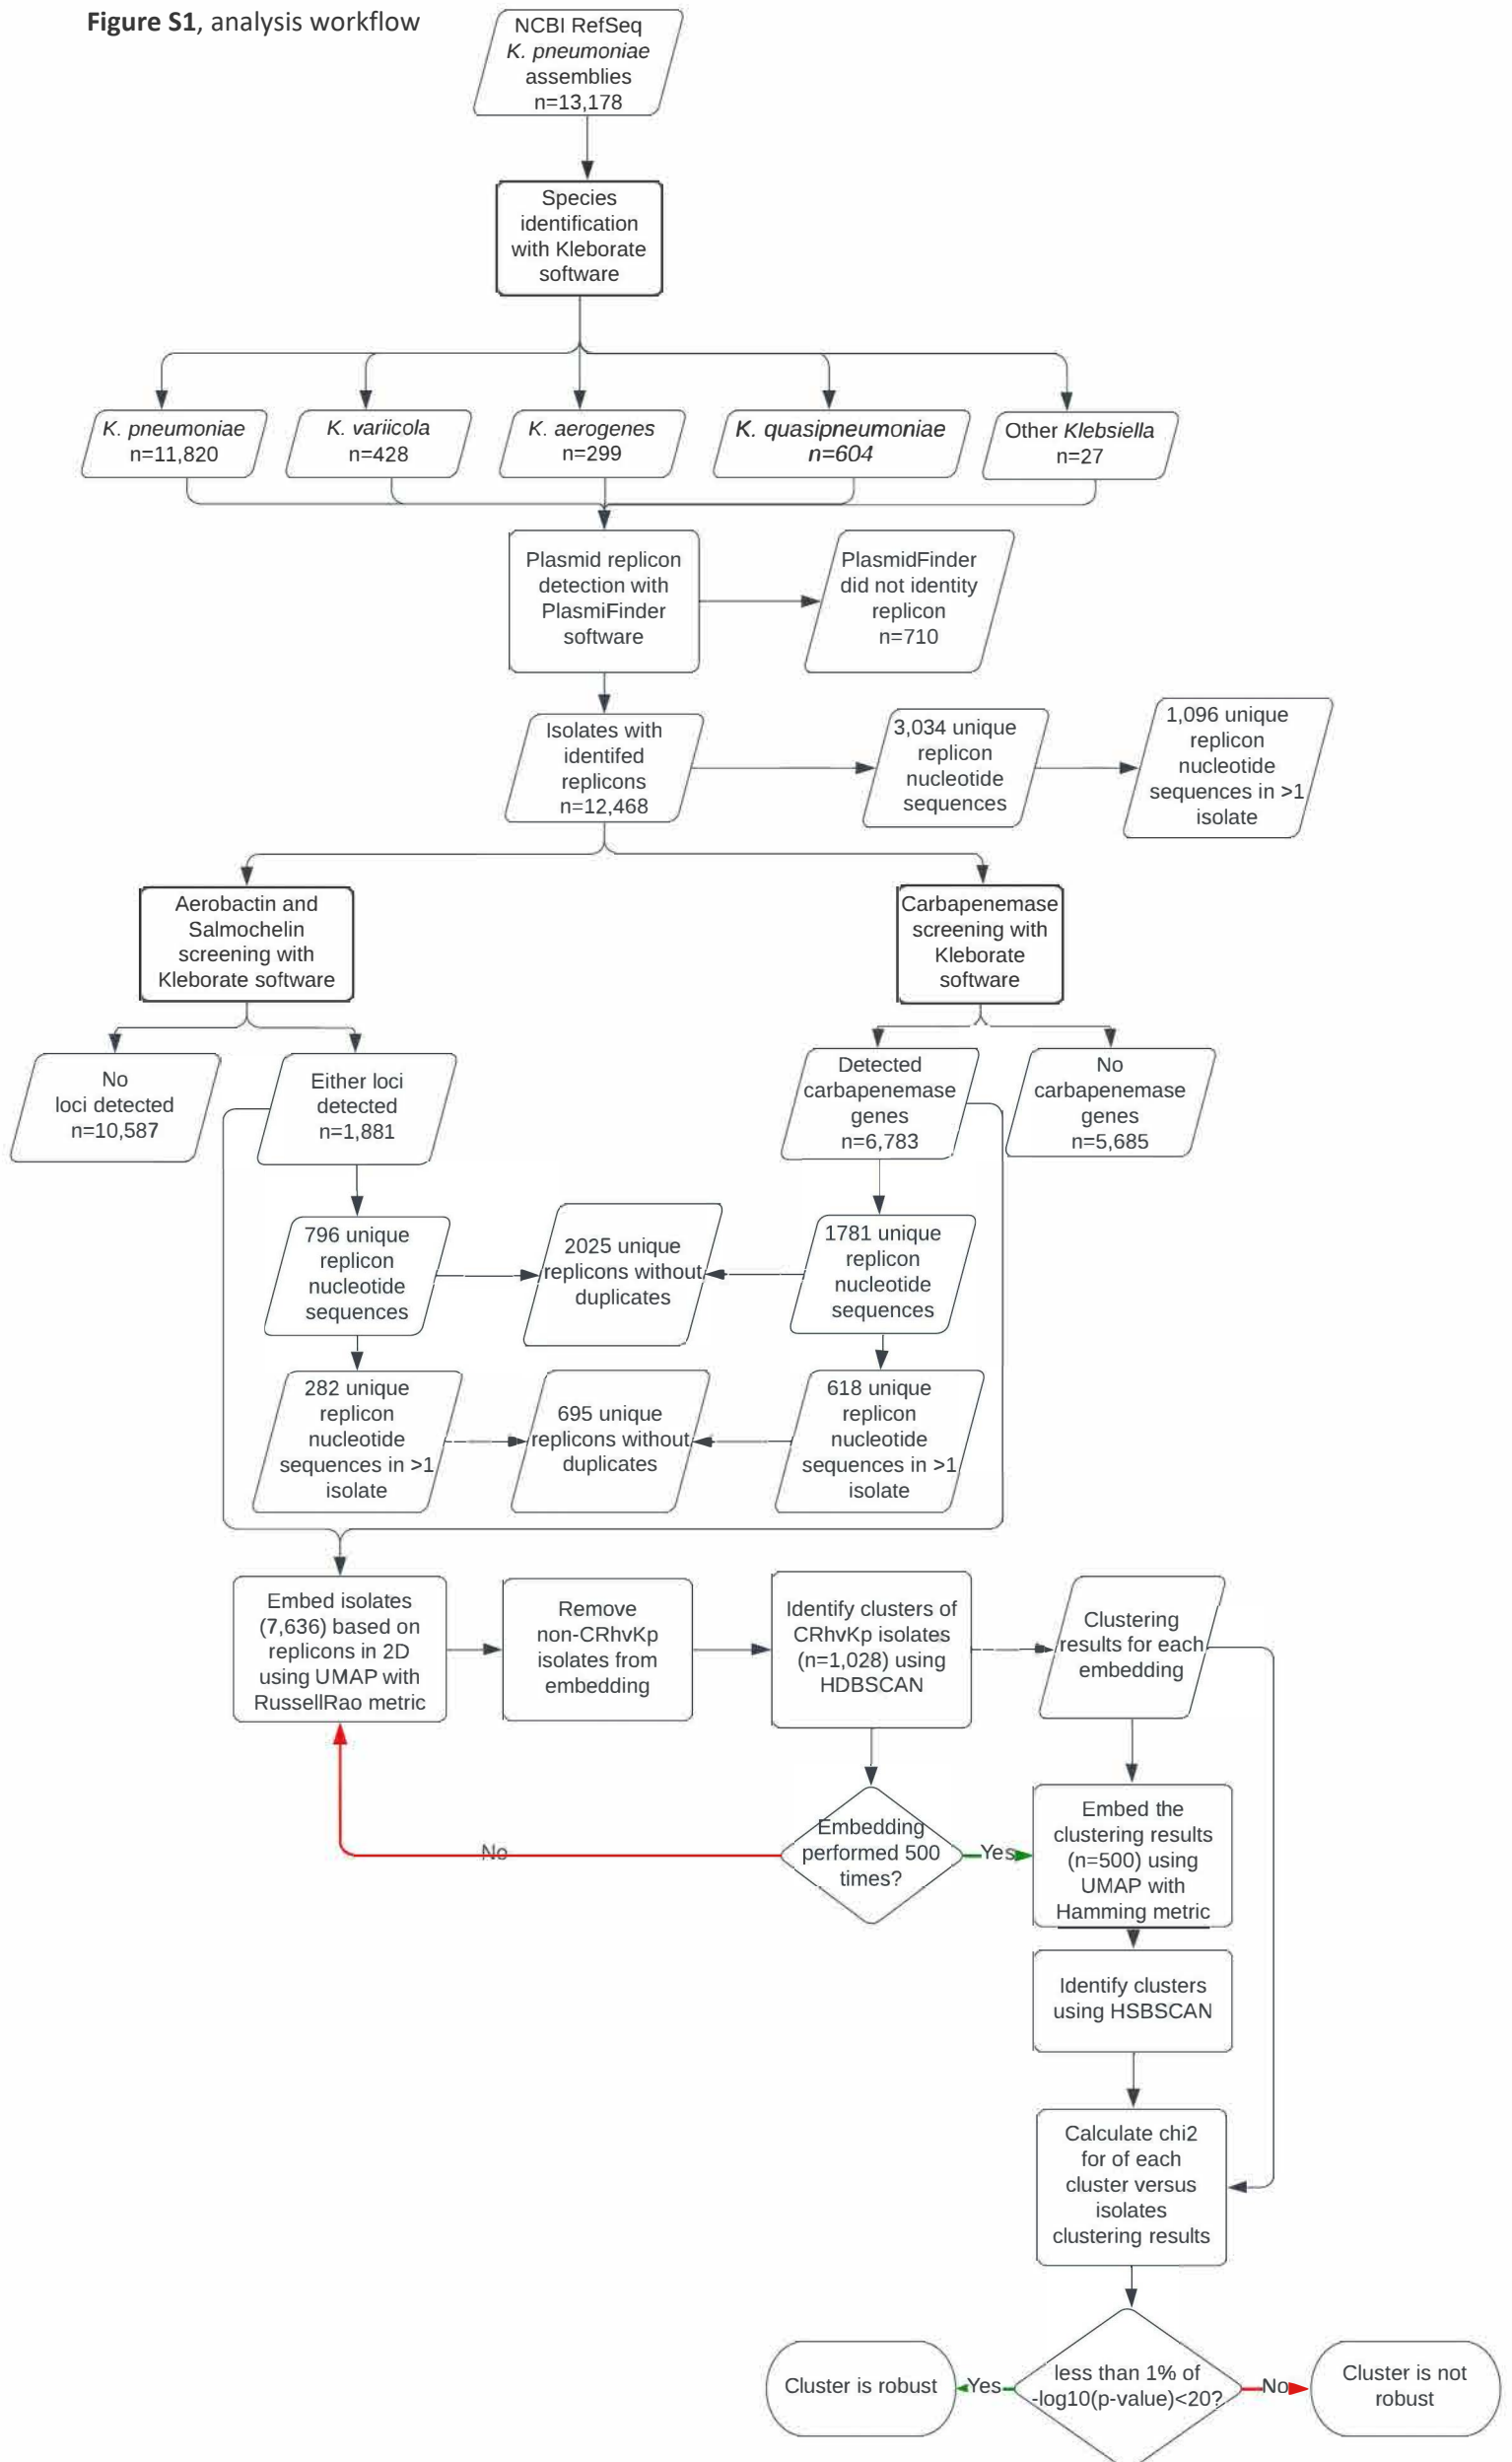 Figure S1, analysis workflow
NCBI RefSeq
K. pneumoniae
assemblies
n=13,178
Species
identification
with Kleborate
software
K. pneumoniae
n=11,820
K. variicola
n=428
K. aerogenes
n=299
K. quasipneumoniae
n=604
Other Klebsiella
n=27
Plasmid replicon
detection with
PlasmiFinder
software
PlasmidFinder
did not identity
replicon
n=710
Isolates with
identifed
replicons
n=12,468
3,034 unique
replicon
nucleotide
sequences
1,096 unique
replicon
nucleotide
sequences in >1
isolate
Aerobactin and
Salmochelin
screening with
Kleborate software
Carbapenemase
screening with
Kleborate
software
No
loci detected
n=10,587
Either loci
detected
n=1,881
Detected
carbapenemase
genes
n=6,783
No
carbapenemase
genes
n=5,685
796 unique
replicon
nucleotide
sequences
2025 unique
replicons without
duplicates
1781 unique
replicon
nucleotide
sequences
282 unique
replicon
nucleotide
sequences in >1
isolate
695 unique
replicons without
duplicates
618 unique
replicon
nucleotide
sequences in >1
isolate
Embed isolates
(7,636) based on
replicons in 2D
using UMAP with
RussellRao metric
Remove
non-CRhvKp
isolates from
embedding
Identify clusters of
CRhvKp isolates
(n=1,028) using
HDBSCAN
Clustering
results for each
embedding
No
Embedding
performed 500
times?
Yes
Embed the
clustering results
(n=500) using
UMAP with
Hamming metric
Identify clusters
using HSBSCAN
Calculate chi2
for of each
cluster versus
isolates
clustering results
Cluster is robust
Yes
less than 1% of
-log10(p-value)<20?
No
Cluster is not
robust